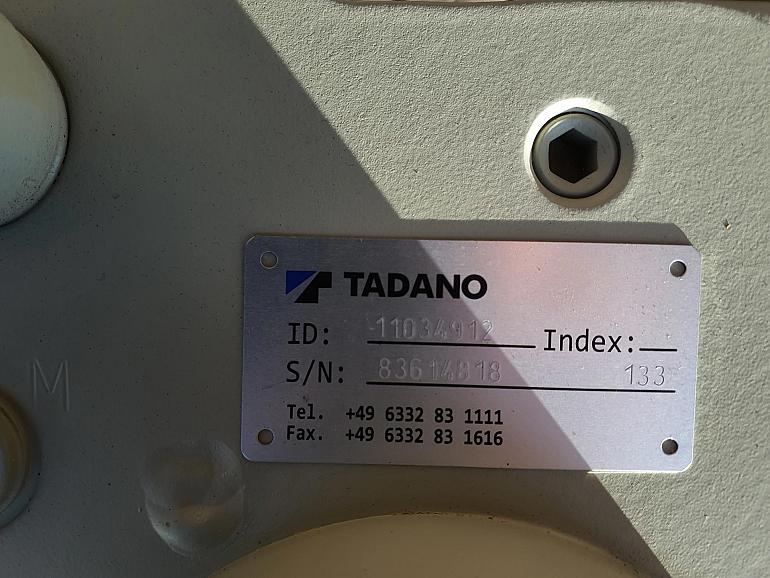 TADANO
ID: 11034912 Index:
S/N: 83614818 133
Tel. +49 6332 83 1111
Fax. +49 6332 83 1616
M